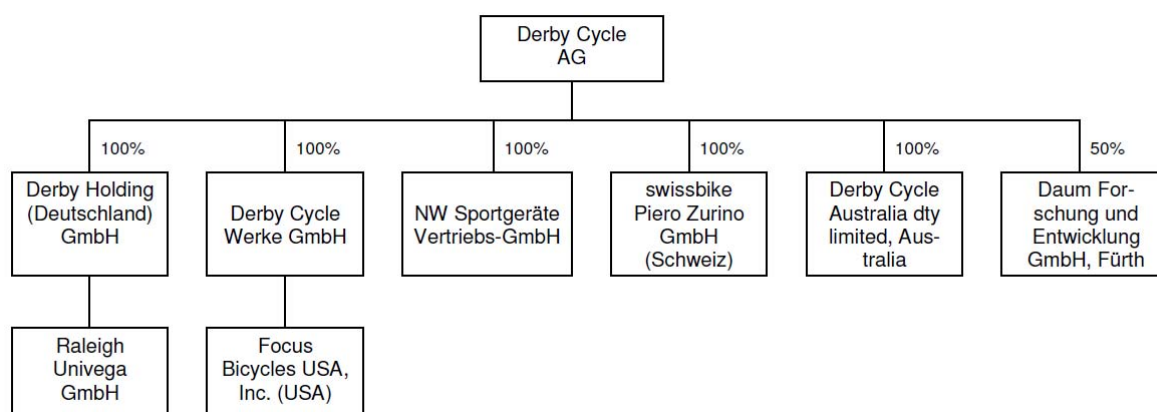 Derby Cycle
AG
100%
100%
100%
100%
100%
50%
Derby Holding
(Deutschland)
GmbH
Derby Cycle
Werke GmbH
NW Sportgeräte
Vertriebs-GmbH
swissbike
Piero Zurino
GmbH
(Schweiz)
Derby Cycle
Australia dty
limited, Aus-
tralia
Daum For-
schung und
Entwicklung
GmbH, Fürth
Raleigh
Univega
GmbH
Focus
Bicycles USA,
Inc. (USA)